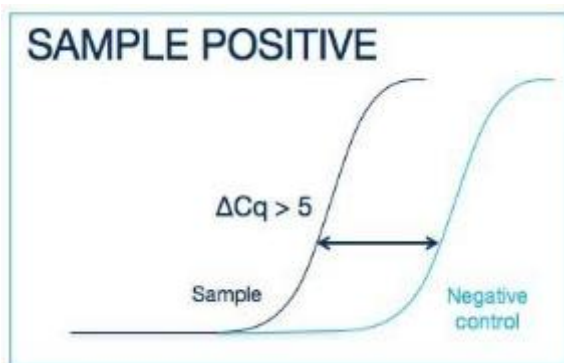 SAMPLE POSITIVE
ΔCq > 5
Sample
Negative
control